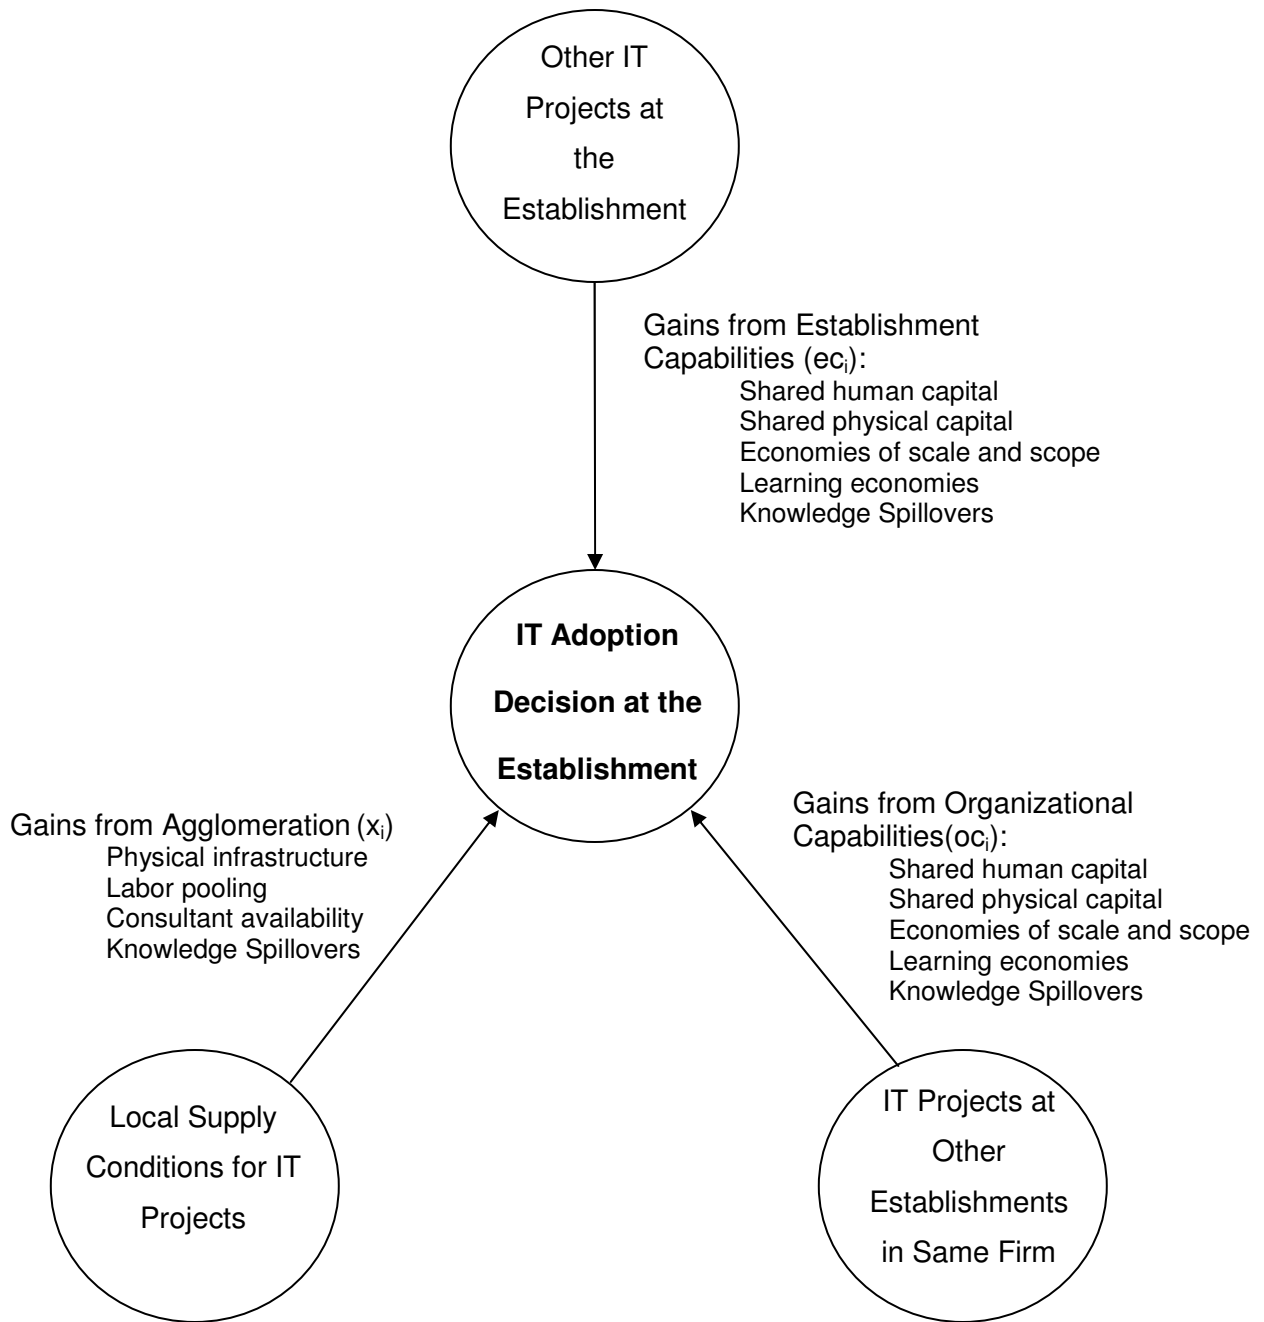 Other IT
Projects at
the
Establishment
Gains from Establishment
Capabilities (ecᵢ):
Shared human capital
Shared physical capital
Economies of scale and scope
Learning economies
Knowledge Spillovers
IT Adoption
Decision at the
Establishment
Gains from Agglomeration (xᵢ)
Physical infrastructure
Labor pooling
Consultant availability
Knowledge Spillovers
Gains from Organizational
Capabilities(ocᵢ):
Shared human capital
Shared physical capital
Economies of scale and scope
Learning economies
Knowledge Spillovers
Local Supply
Conditions for IT
Projects
IT Projects at
Other
Establishments
in Same Firm